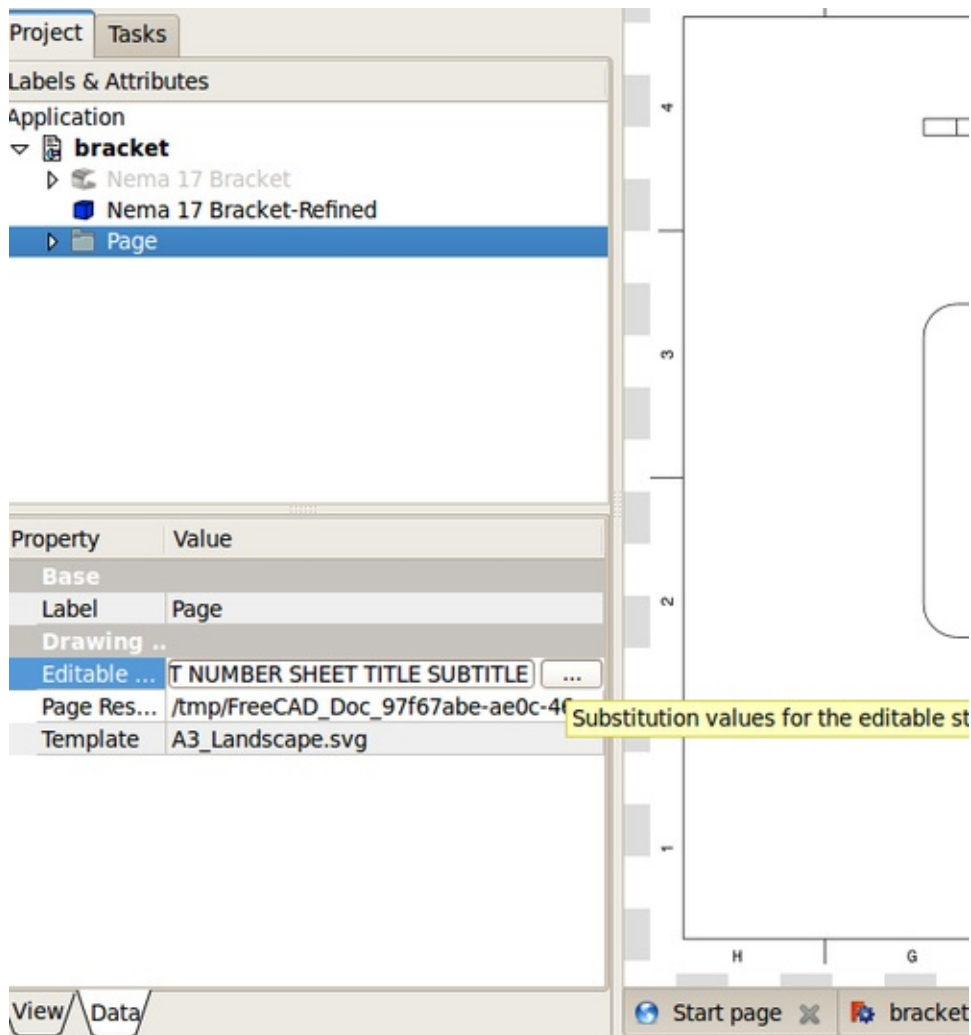 Project Tasks
Labels & Attributes
Application
bracket
Nema 17 Bracket
Nema 17 Bracket-Refined
Page
Property Value
Base
Label Page
Drawing ..
Editable ... T NUMBER SHEET TITLE SUBTITLE ...
Page Res... /tmp/FreeCAD_Doc_97f67abe-ae0c-46
Substitution values for the editable st
Template A3_Landscape.svg
View Data
4
3
2
1
H G
Start page bracket